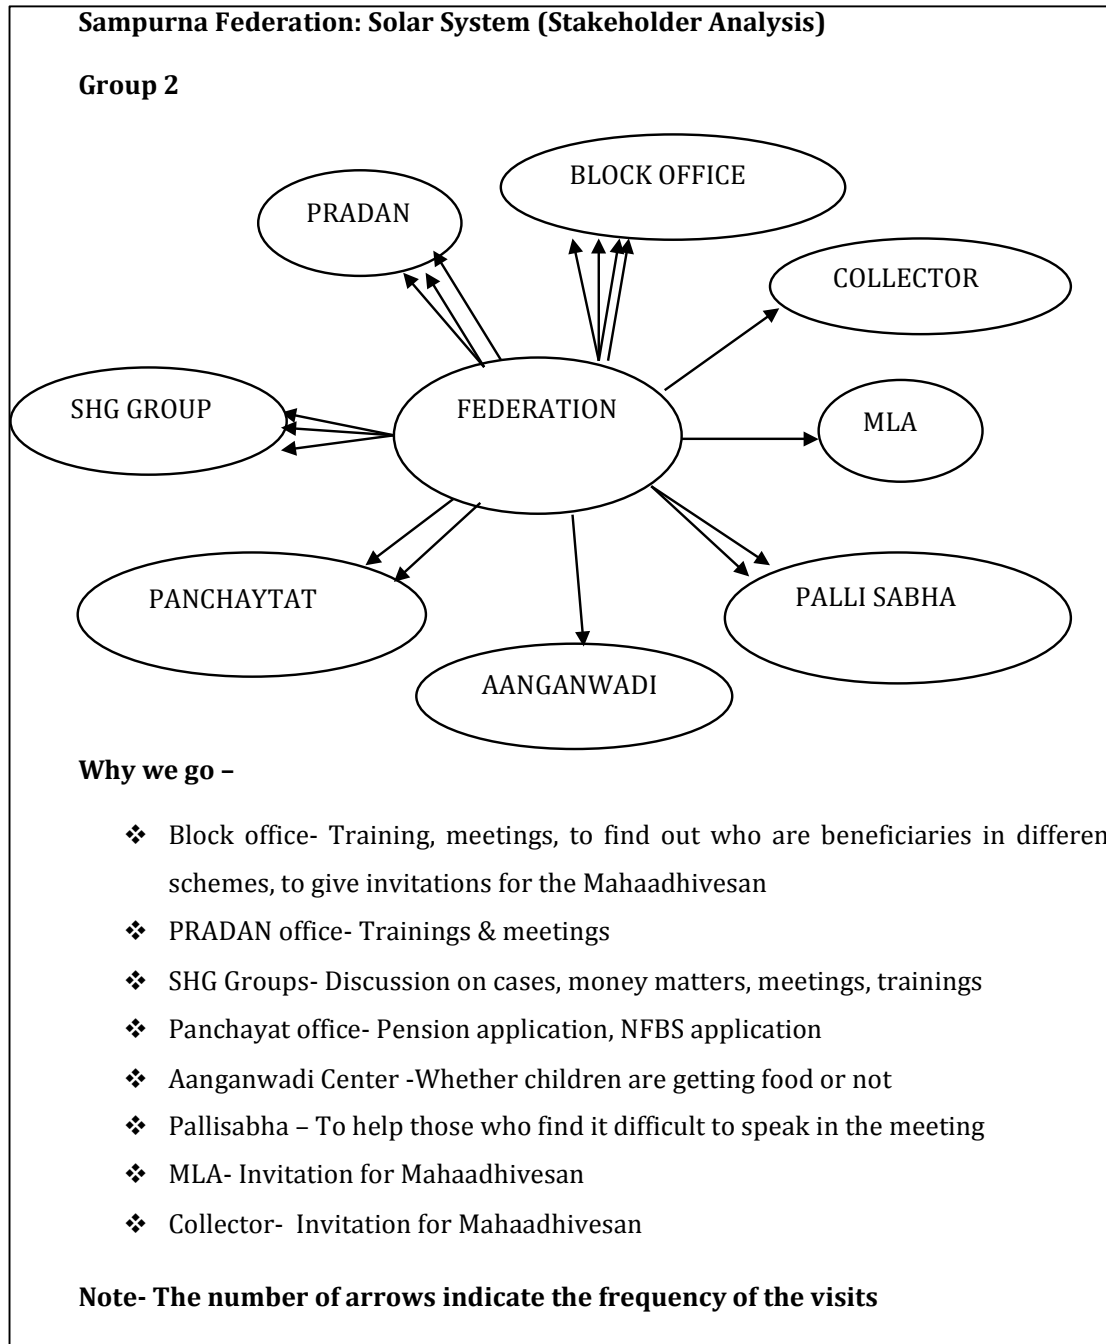 Sampurna Federation: Solar System (Stakeholder Analysis)
Group 2
BLOCK OFFICE
PRADAN
COLLECTOR
SHG GROUP
FEDERATION
MLA
PANCHAYTAT
PALLI SABHA
AANGANWADI
Why we go –
❖ Block office- Training, meetings, to find out who are beneficiaries in differen
schemes, to give invitations for the Mahaadhivesan
❖ PRADAN office- Trainings & meetings
❖ SHG Groups- Discussion on cases, money matters, meetings, trainings
❖ Panchayat office- Pension application, NFBS application
❖ Aanganwadi Center -Whether children are getting food or not
❖ Pallisabha – To help those who find it difficult to speak in the meeting
❖ MLA- Invitation for Mahaadhivesan
❖ Collector- Invitation for Mahaadhivesan
Note- The number of arrows indicate the frequency of the visits